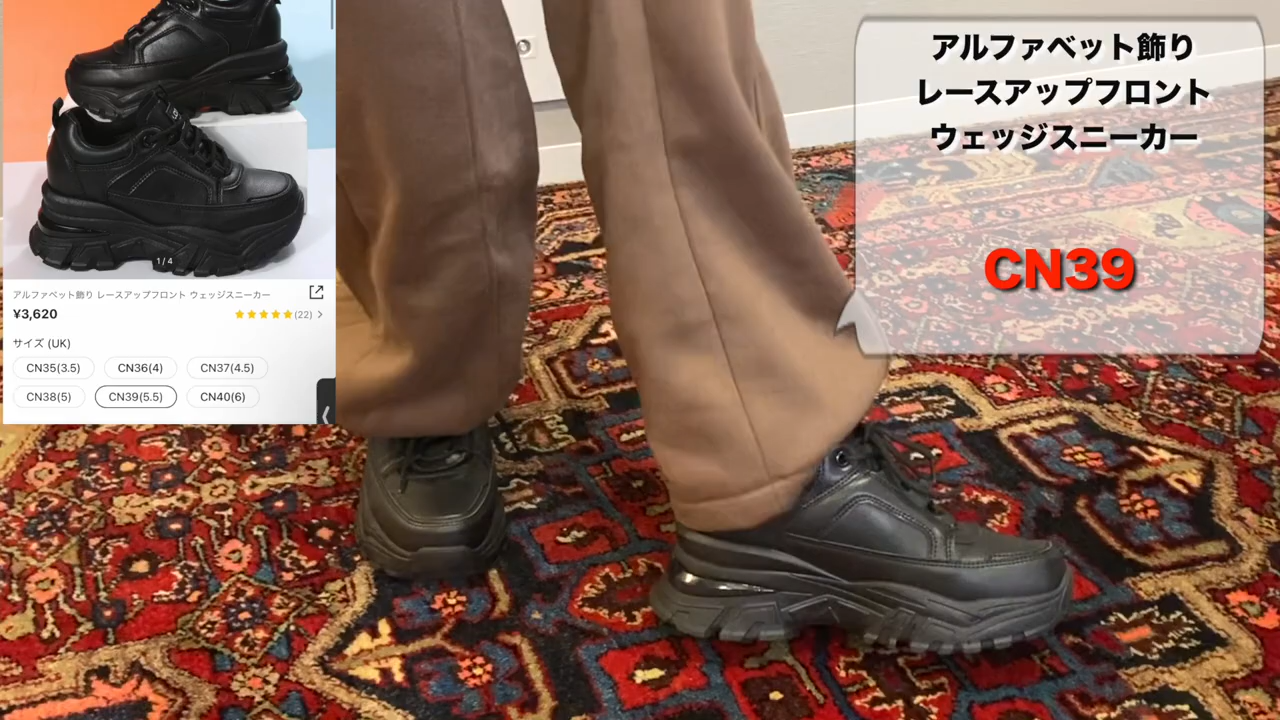 1/4
アルファベット飾り レースアップフロント ウェッジスニーカー
¥3,620
(22)
サイズ (UK)
CN35(3.5)
CN36(4)
CN37(4.5)
CN38(5)
CN39(5.5)
CN40(6)
アルファベット飾り
レースアップフロント
ウェッジスニーカー
CN39